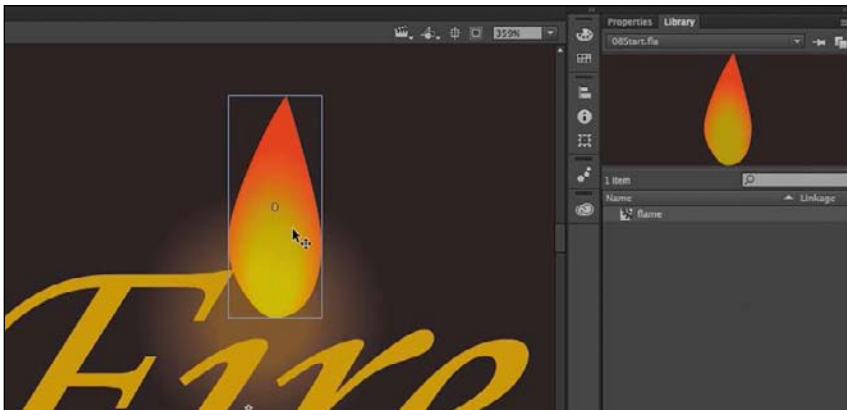 Properties Library
359%
08Start.fla
1 item
Name Linkage
flame
Fire